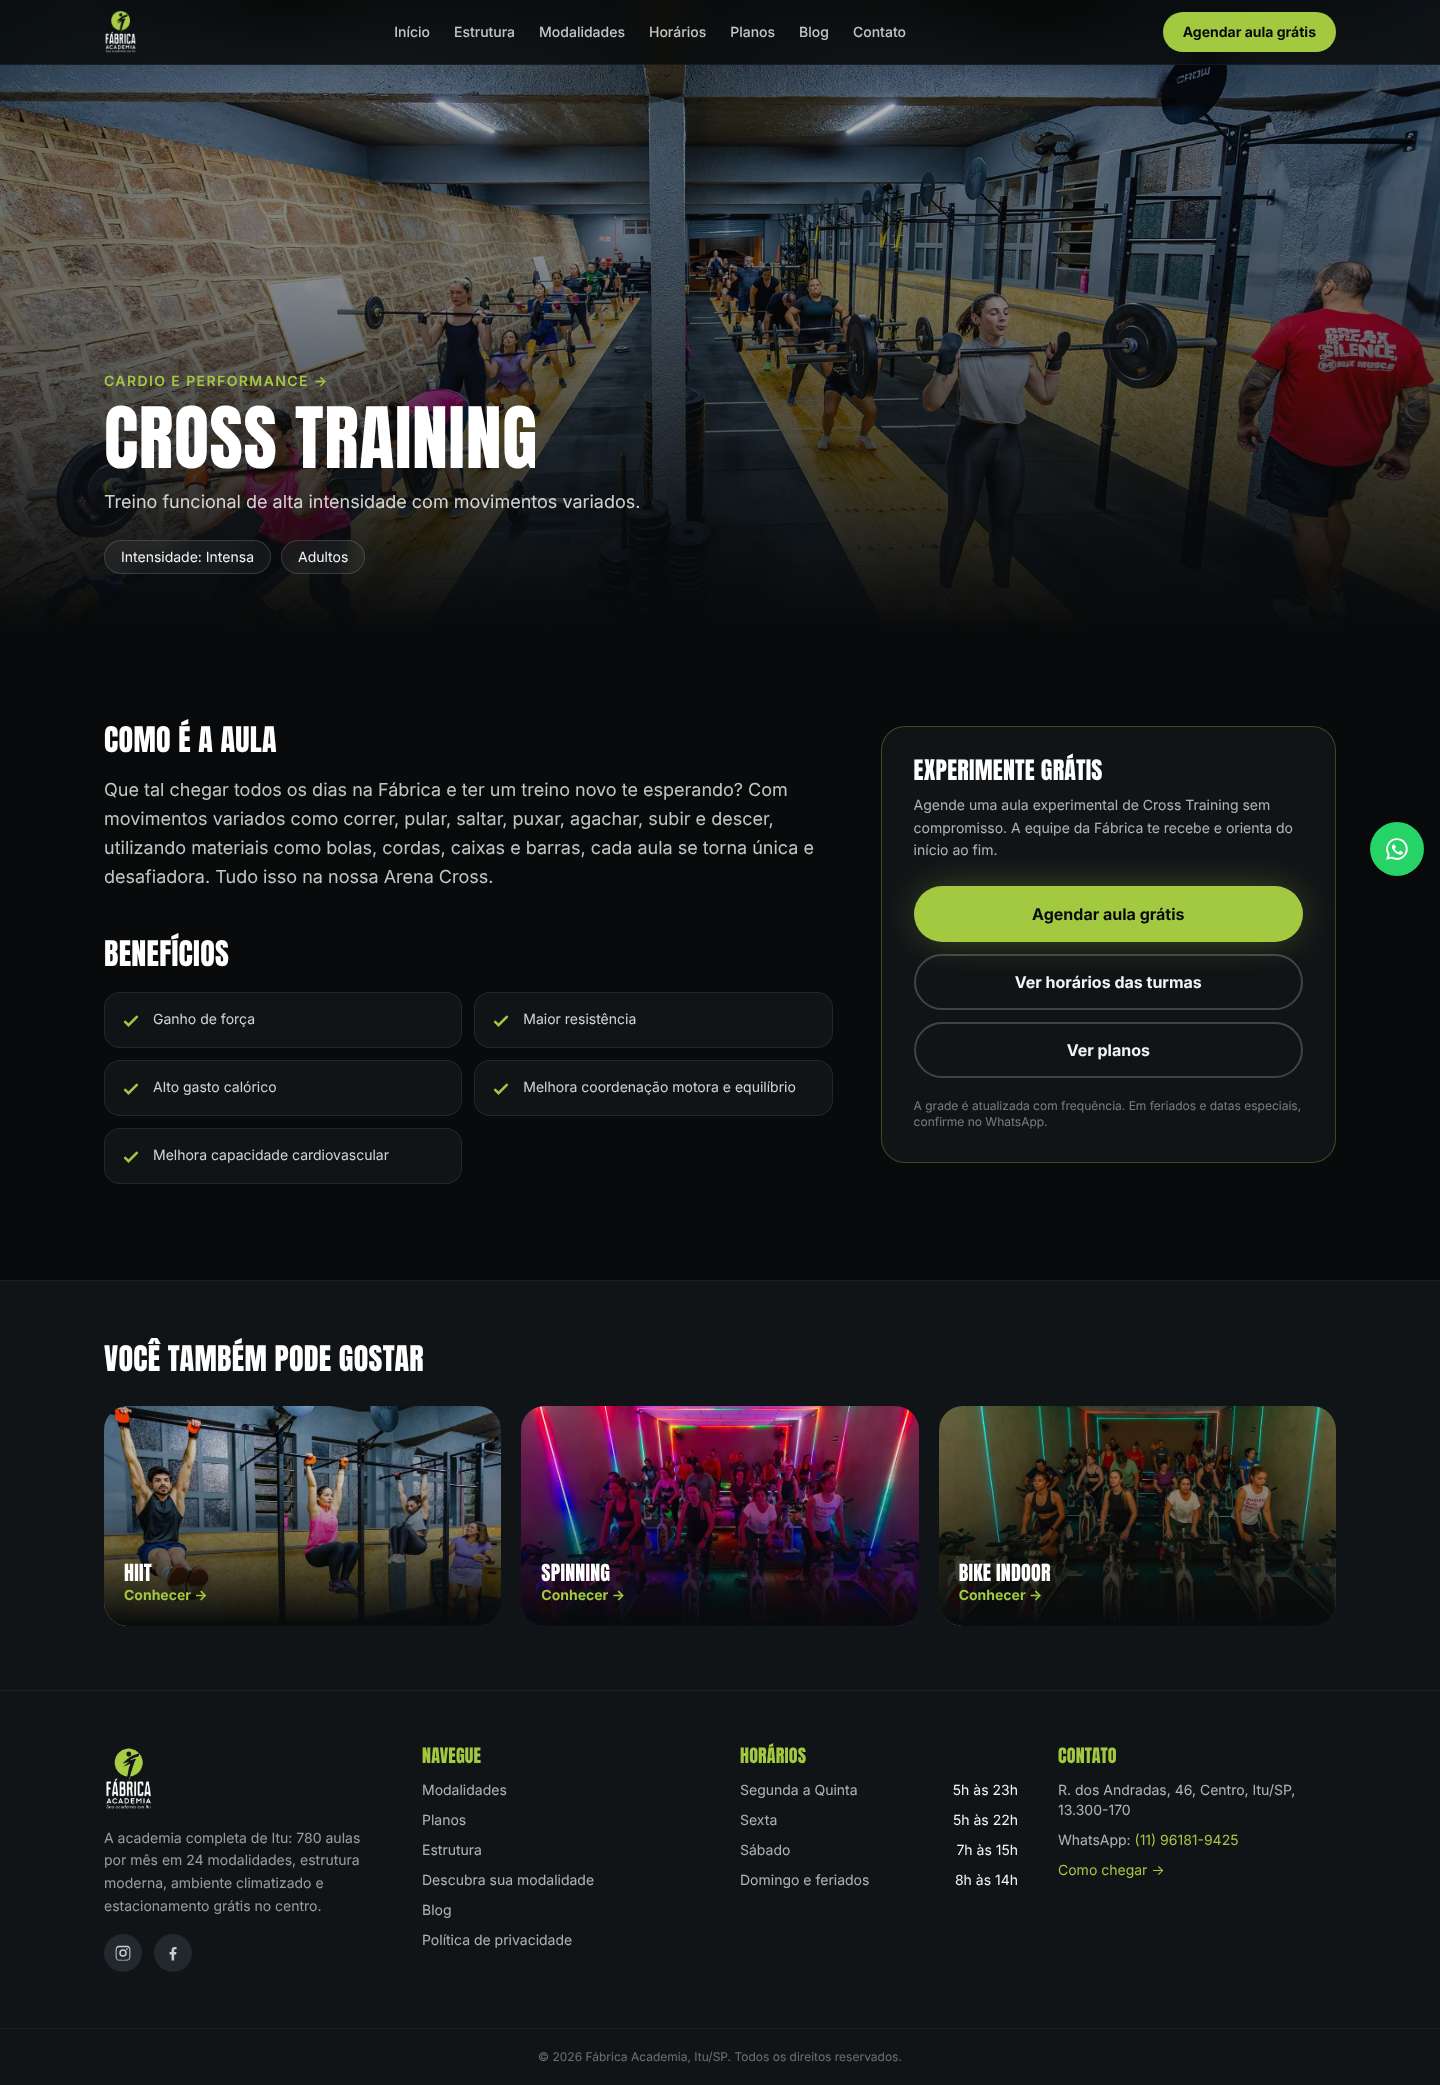 FÁBRICA
ACADEMIA
Início
Estrutura
Modalidades
Horários
Planos
Blog
Contato
Agendar aula grátis
CROW
BREAK
SILENCE
CARDIO E PERFORMANCE →
CROSS TRAINING
Treino funcional de alta intensidade com movimentos variados.
Intensidade: Intensa
Adultos
COMO É A AULA
Que tal chegar todos os dias na Fábrica e ter um treino novo te esperando? Com
movimentos variados como correr, pular, saltar, puxar, agachar, subir e descer,
utilizando materiais como bolas, cordas, caixas e barras, cada aula se torna única e
desafiadora. Tudo isso na nossa Arena Cross.
BENEFÍCIOS
Ganho de força
Maior resistência
Alto gasto calórico
Melhora coordenação motora e equilíbrio
Melhora capacidade cardiovascular
EXPERIMENTE GRÁTIS
Agende uma aula experimental de Cross Training sem
compromisso. A equipe da Fábrica te recebe e orienta do
início ao fim.
Agendar aula grátis
Ver horários das turmas
Ver planos
A grade é atualizada com frequência. Em feriados e datas especiais,
confirme no WhatsApp.
VOCÊ TAMBÉM PODE GOSTAR
HIIT
Conhecer →
SPINNING
Conhecer →
BIKE INDOOR
Conhecer →
FÁBRICA
ACADEMIA
A academia completa de Itu: 780 aulas
por mês em 24 modalidades, estrutura
moderna, ambiente climatizado e
estacionamento grátis no centro.
NAVEGUE
Modalidades
Planos
Estrutura
Descubra sua modalidade
Blog
Política de privacidade
HORÁRIOS
Segunda a Quinta 5h às 23h
Sexta 5h às 22h
Sábado 7h às 15h
Domingo e feriados 8h às 14h
CONTATO
R. dos Andradas, 46, Centro, Itu/SP,
13.300-170
WhatsApp: (11) 96181-9425
Como chegar →
© 2026 Fábrica Academia, Itu/SP. Todos os direitos reservados.